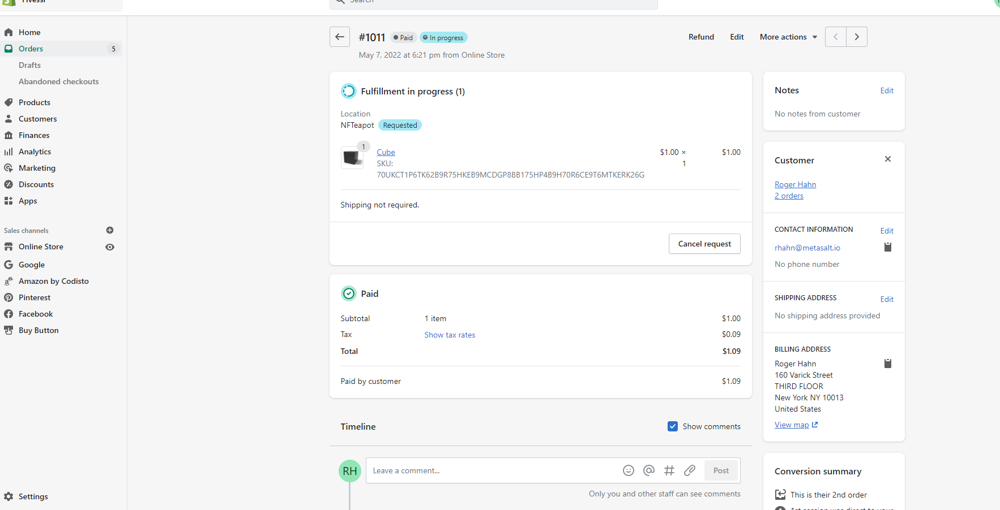 Search
Home
Orders 5
Drafts
Abandoned checkouts
Products
Customers
Finances
Analytics
Marketing
Discounts
Apps
Sales channels
Online Store
Google
Amazon by Codisto
Pinterest
Facebook
Buy Button
Settings
#1011 Paid In progress
Refund Edit More actions
May 7, 2022 at 6:21 pm from Online Store
Fulfillment in progress (1)
Location
NFTeapot Requested
1
Cube $1.00 × $1.00
SKU: 1
70UKCT1P6TK62B9R75HKEB9MCDGP8BB175HP4B9H70R6CE9T6MTKERK26G
Shipping not required.
Cancel request
Paid
Subtotal 1 item $1.00
Tax Show tax rates $0.09
Total $1.09
Paid by customer $1.09
Timeline Show comments
RH Leave a comment... Post
Only you and other staff can see comments
Notes Edit
No notes from customer
Customer
Roger Hahn
2 orders
CONTACT INFORMATION Edit
rhahn@metasalt.io
No phone number
SHIPPING ADDRESS Edit
No shipping address provided
BILLING ADDRESS
Roger Hahn
160 Varick Street
THIRD FLOOR
New York NY 10013
United States
View map
Conversion summary
This is their 2nd order
1st session was direct to your